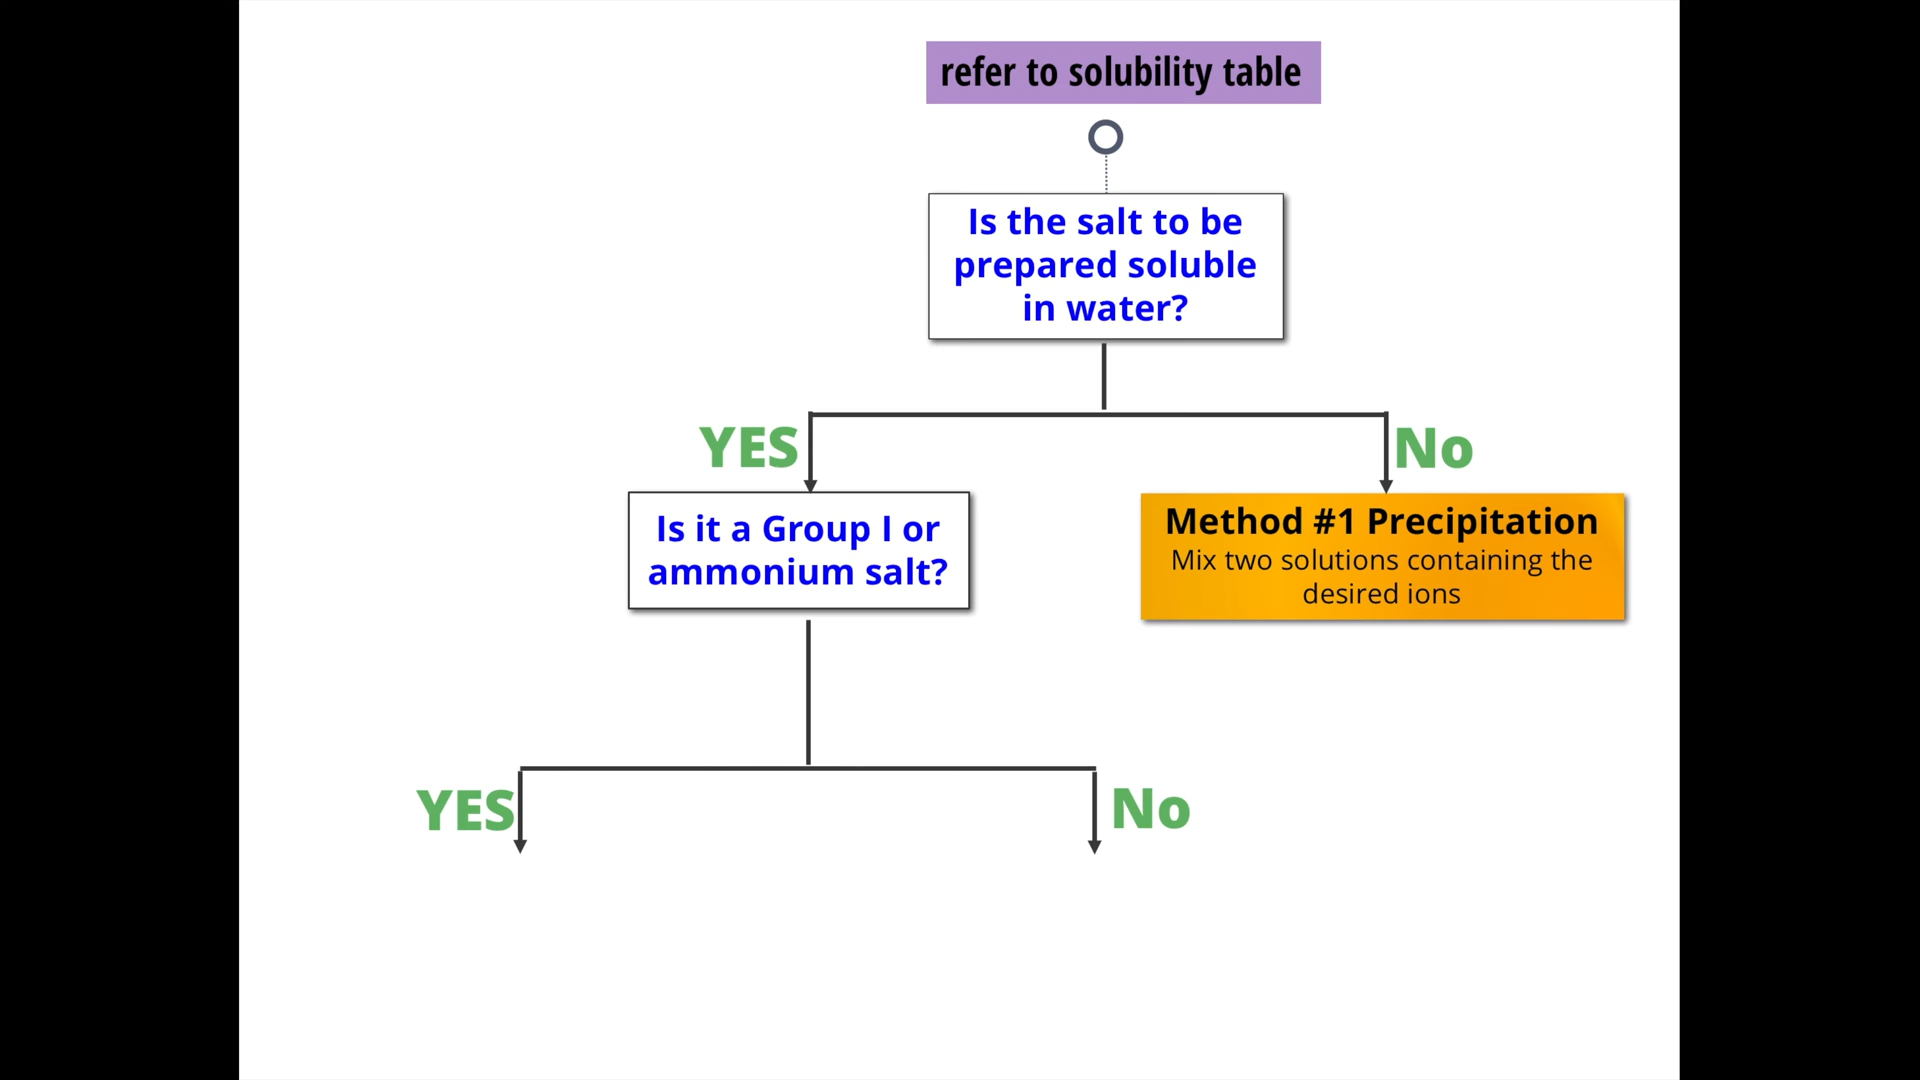 refer to solubility table
Is the salt to be
prepared soluble
in water?
YES
No
Is it a Group I or
ammonium salt?
Method #1 Precipitation
Mix two solutions containing the
desired ions
YES
No